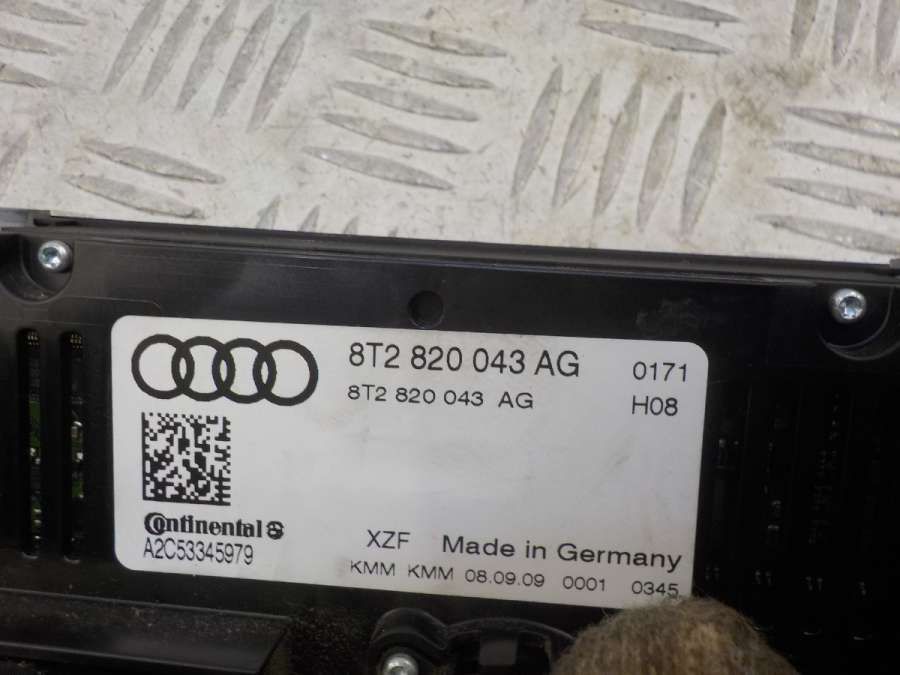 8T2 820 043 AG 0171
8T2 820 043 AG H08
Continental
A2C53345979
XZF Made in Germany
KMM KMM 08.09.09 0001 0345